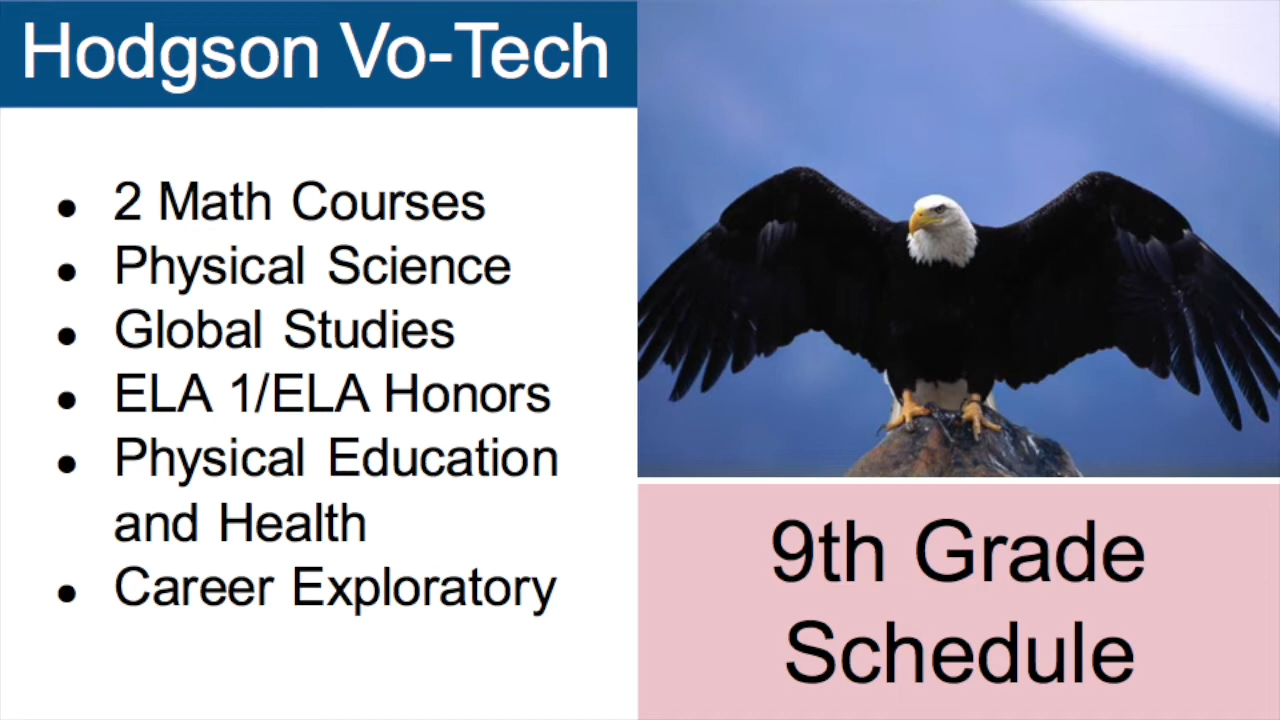 Hodgson Vo-Tech
● 2 Math Courses
● Physical Science
● Global Studies
● ELA 1/ELA Honors
● Physical Education
and Health
● Career Exploratory
9th Grade
Schedule